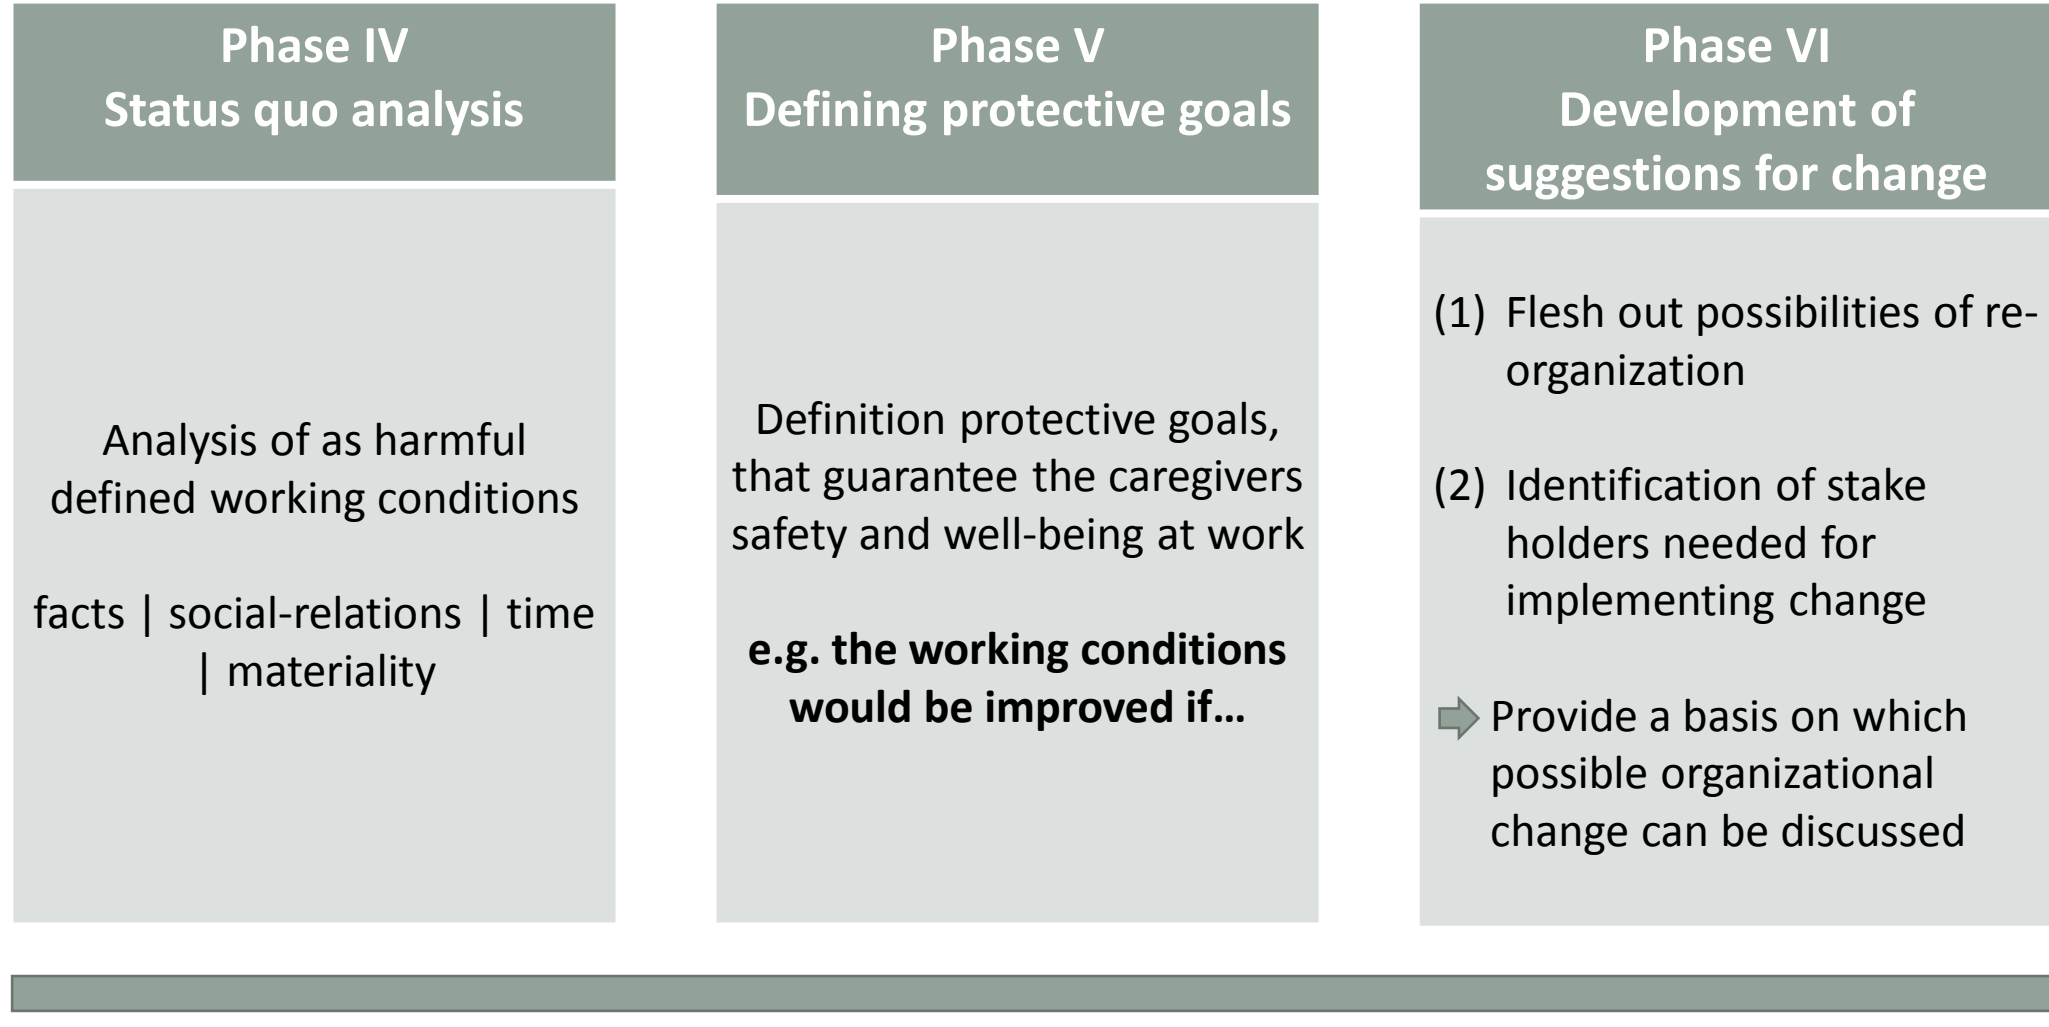 Phase IV
Status quo analysis
Analysis of as harmful
defined working conditions
facts | social-relations | time
| materiality
Phase V
Defining protective goals
Definition protective goals,
that guarantee the caregivers
safety and well-being at work
e.g. the working conditions
would be improved if...
Phase VI
Development of
suggestions for change
(1) Flesh out possibilities of re-
organization
(2) Identification of stake
holders needed for
implementing change
Provide a basis on which
possible organizational
change can be discussed